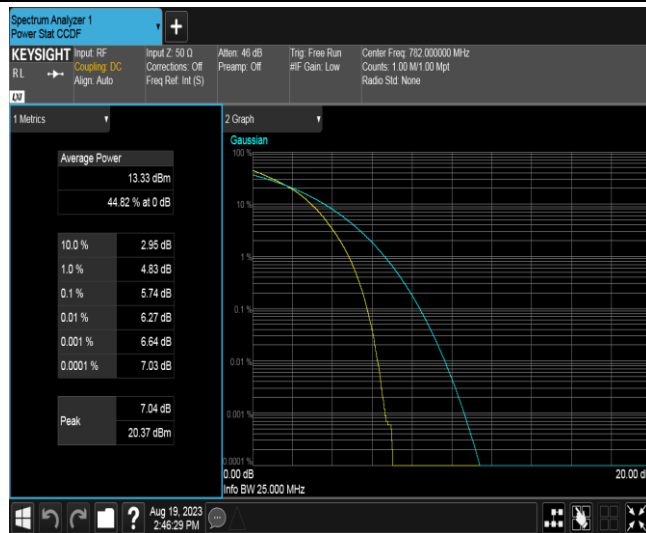 Spectrum Analyzer 1
Power Stat CCDF
KEYSIGHT Input: RF Input Z: 50 Ω Atten: 46 dB Trig: Free Run Center Freq: 782.000000 MHz
RL Coupling: DC Corrections: Off Preamp: Off #IF Gain: Low Counts: 1.00 M/1.00 Mpt
Align: Auto Freq Ref: Int (S) Radio Std: None
LXI
1 Metrics
2 Graph
Average Power
13.33 dBm
44.82 % at 0 dB
10.0 % 2.95 dB
1.0 % 4.83 dB
0.1 % 5.74 dB
0.01 % 6.27 dB
0.001 % 6.64 dB
0.0001 % 7.03 dB
Peak 7.04 dB
20.37 dBm
Gaussian
100 %
10 %
1 %
0.1 %
0.01 %
0.001 %
0.0001 %
0.00 dB 20.00 d
Info BW 25.000 MHz
? Aug 19, 2023
2:46:29 PM